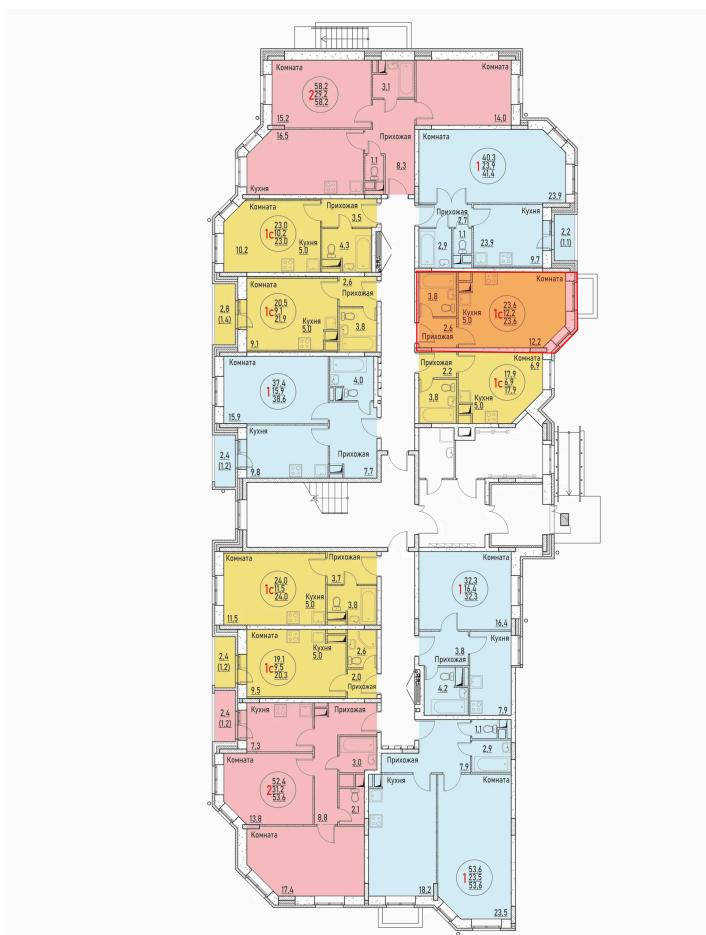 Комната
2
58,2
29,2
58,2
15,2
3,1
Комната
14,0
16,5
Кухня
1,1
Прихожая
8,3
Комната
1
40,3
23,9
41,4
23,9
Комната
1с
23,0
10,2
23,0
10,2
Прихожая
3,5
Кухня
5,0
4,3
2,7
Прихожая
2,9
1,1
23,9
Кухня
9,7
2,2
(1,1)
2,8
(1,4)
Комната
1с
20,5
9,1
21,9
9,1
Кухня
5,0
2,6
Прихожая
3,8
3,8
Кухня
5,0
2,6
Прихожая
Комната
1с
23,6
12,2
23,6
12,2
Комната
1
37,4
15,9
38,6
15,9
4,0
Прихожая
2,2
3,8
Кухня
5,0
Комната
6,9
1с
17,9
6,9
17,9
2,4
(1,2)
Кухня
9,8
Прихожая
7,7
Комната
1с
24,0
11,5
24,0
11,5
Прихожая
3,7
Кухня
5,0
3,8
Комната
1
32,3
16,4
32,3
16,4
2,4
(1,2)
Комната
1с
19,1
9,5
20,3
9,5
Кухня
5,0
2,6
2,0
Прихожая
3,8
Прихожая
4,2
Кухня
7,9
2,4
(1,2)
Кухня
7,3
Прихожая
3,0
Комната
2
52,4
31,2
53,6
13,8
8,8
2,1
Комната
17,4
1,1
2,9
Прихожая
7,9
Кухня
18,2
Комната
1
53,6
23,5
53,6
23,5